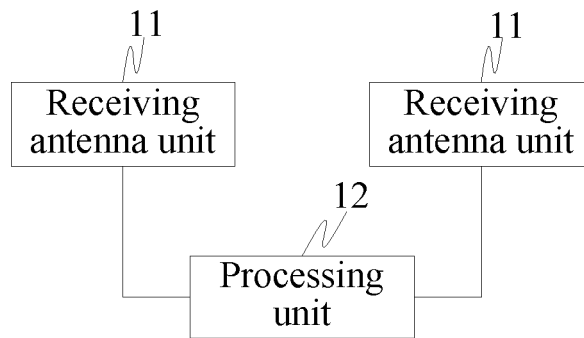 11
11
Receiving
antenna unit
Receiving
antenna unit
12
Processing
unit